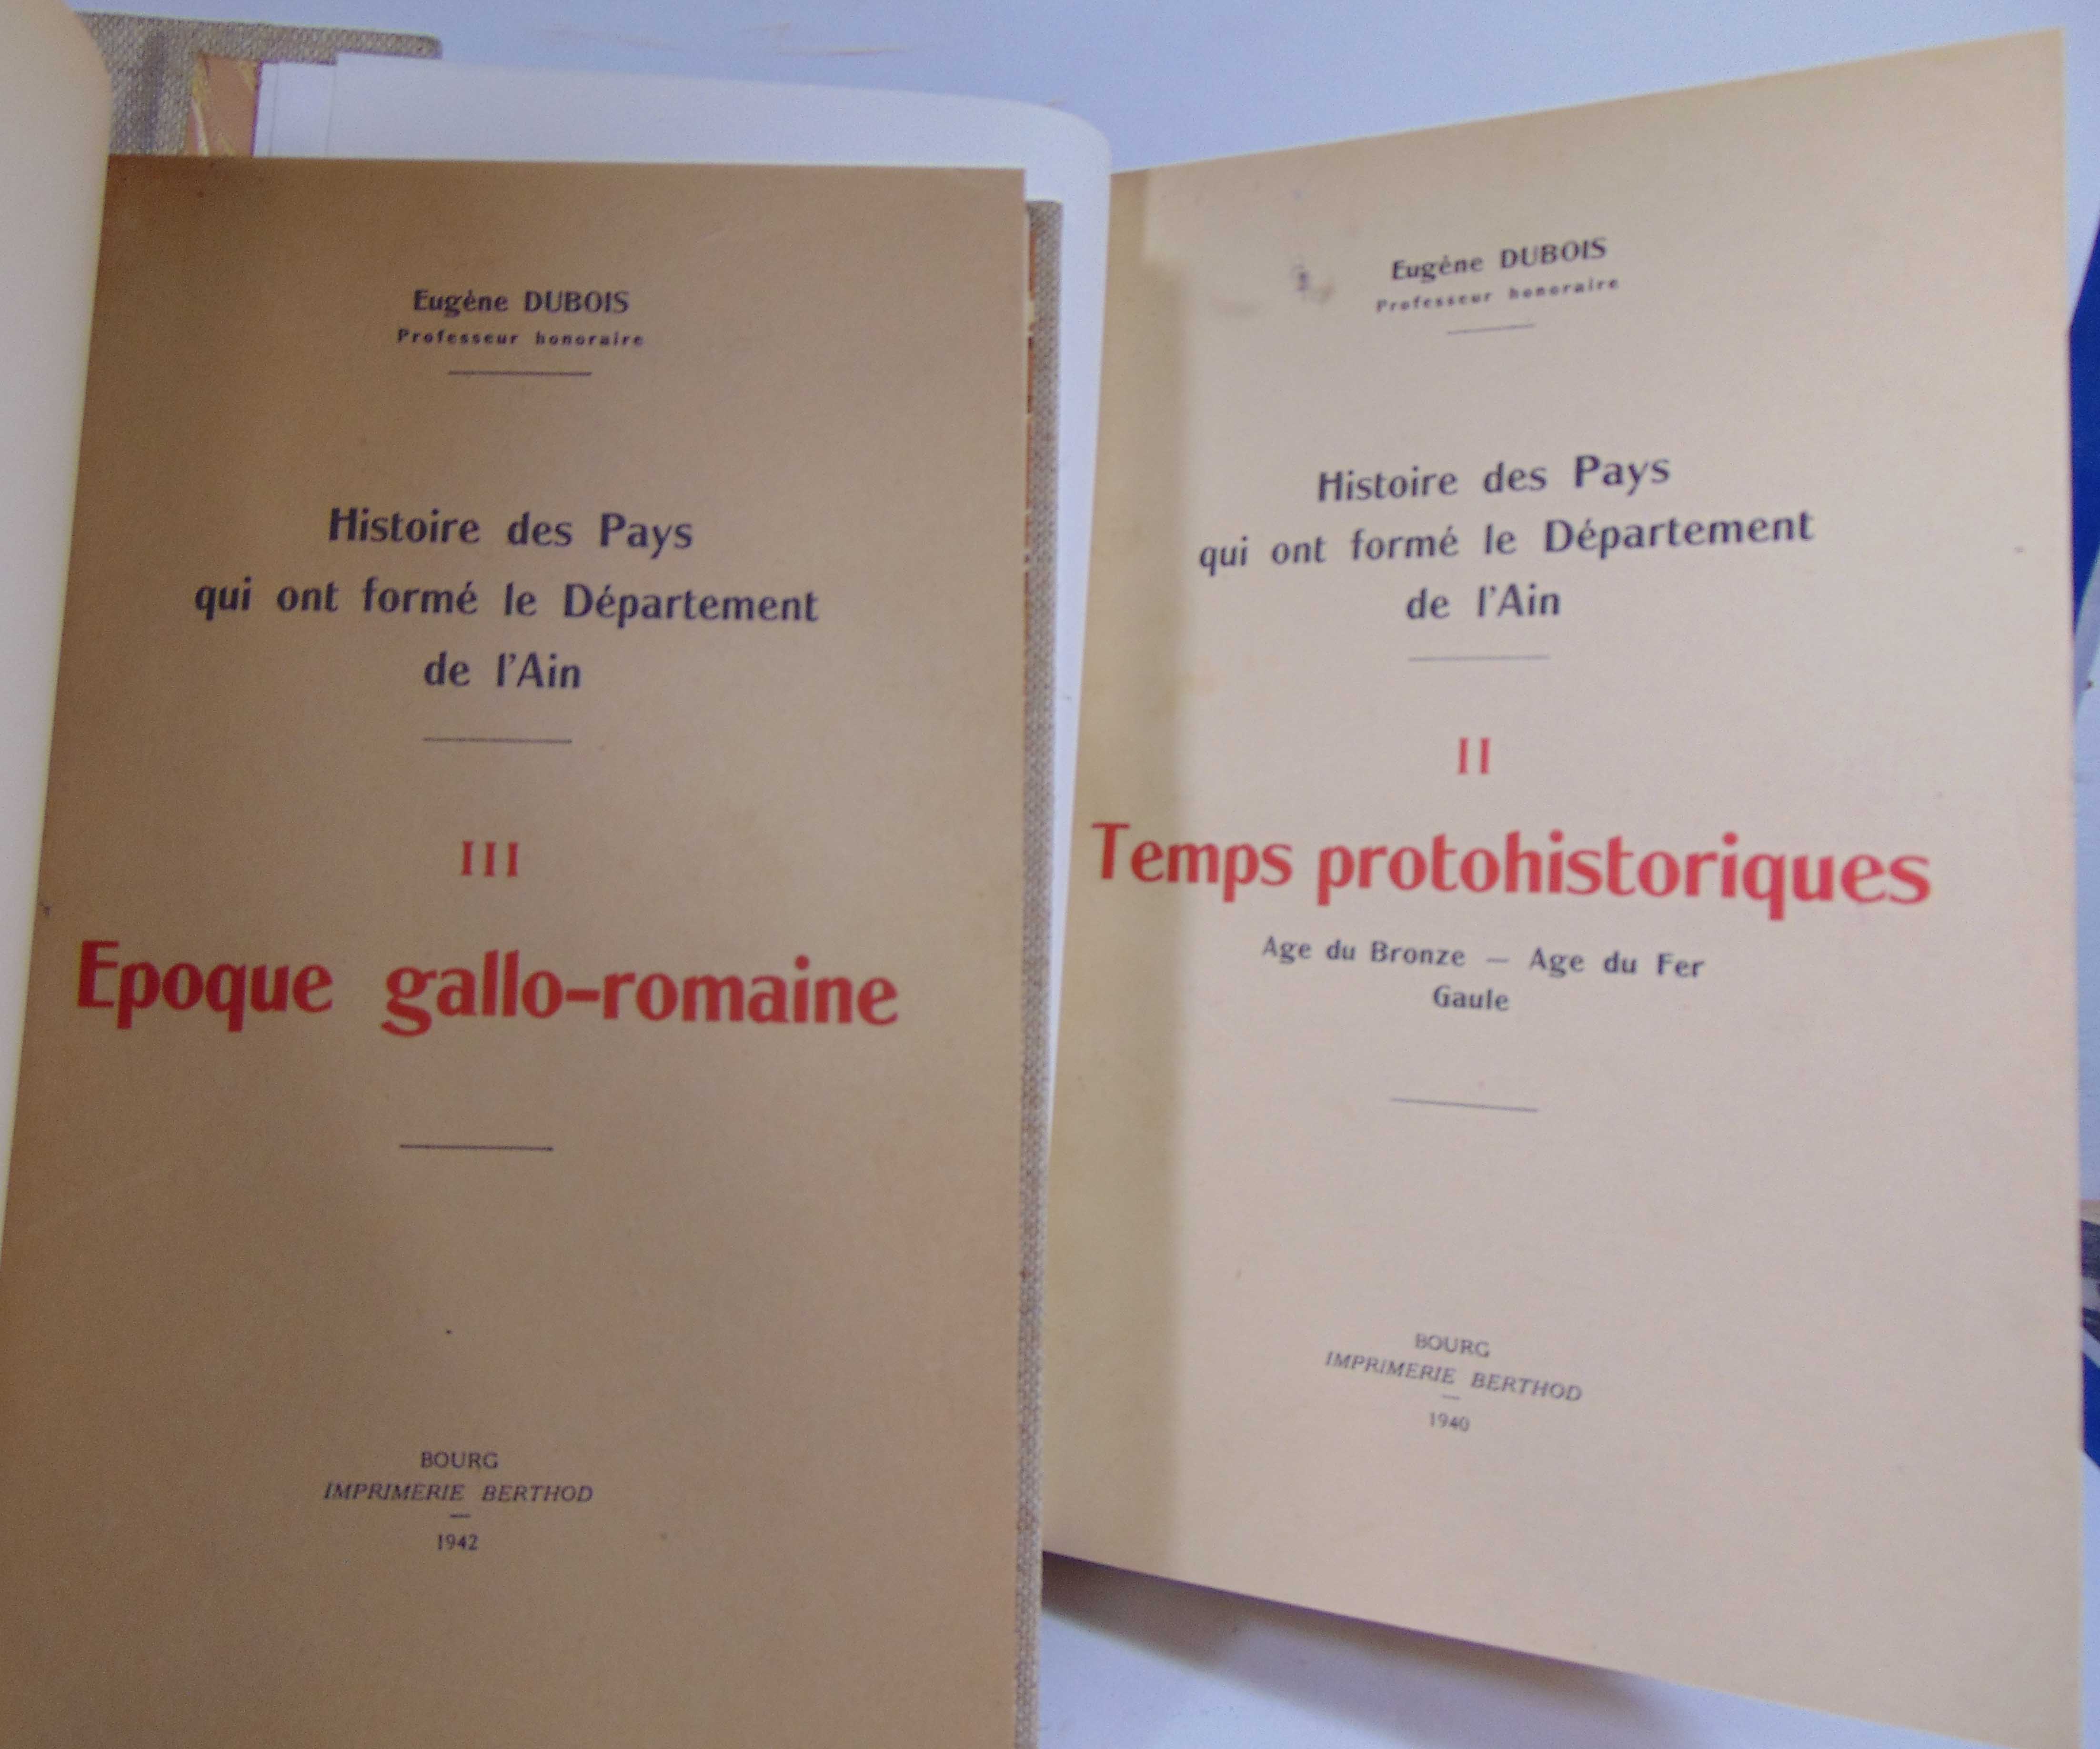 Eugène DUBOIS
Professeur honoraire
Histoire des Pays
qui ont formé le Département
de l'Ain
III
Epoque gallo-romaine
BOURG
IMPRIMERIE BERTHOD
1942
Eugène DUBOIS
Professeur honoraire
Histoire des Pays
qui ont formé le Département
de l'Ain
II
Temps protohistoriques
Age du Bronze — Age du Fer
Gaule
BOURG
IMPRIMERIE BERTHOD
1940